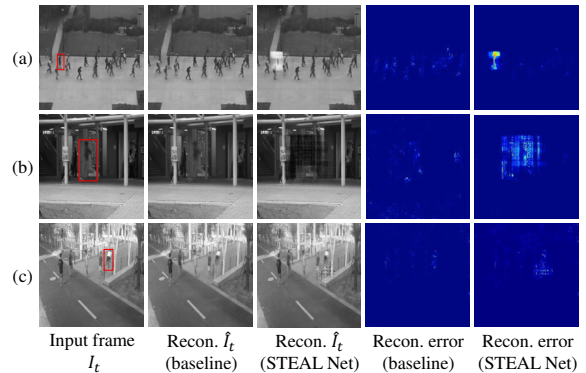 (a)
(b)
(c)
Input frame Recon. Î_t Recon. Î_t Recon. error Recon. error
I_t (baseline) (STEAL Net) (baseline) (STEAL Net)